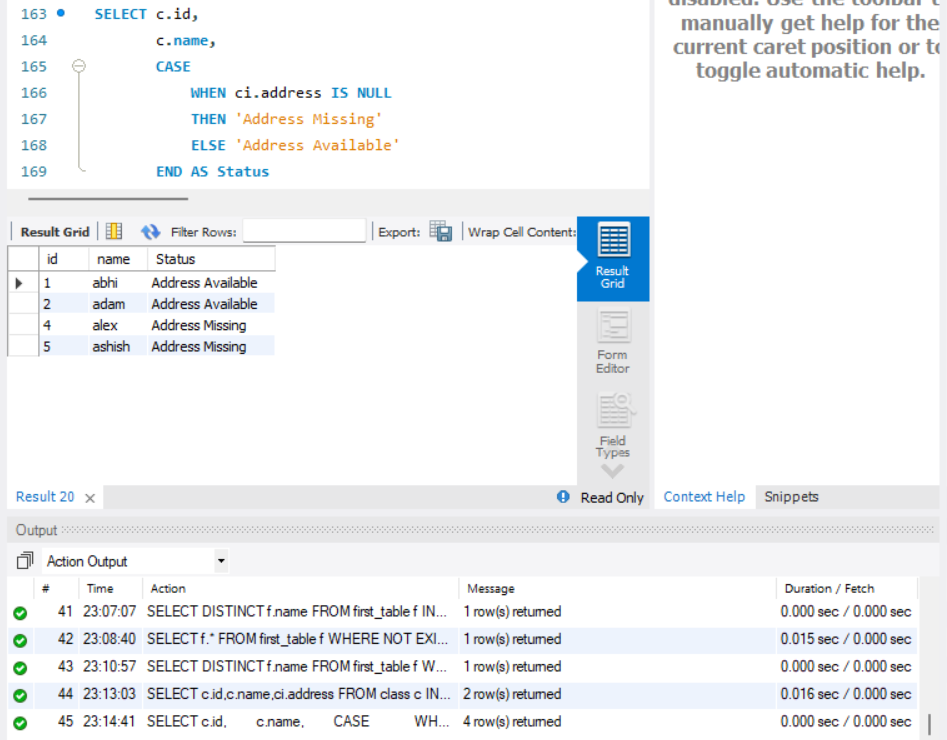 disabled. Use the toolbar t
manually get help for the
current caret position or to
toggle automatic help.
163 SELECT c.id,
164 c.name,
165 CASE
166 WHEN ci.address IS NULL
167 THEN 'Address Missing'
168 ELSE 'Address Available'
169 END AS Status
Result Grid Filter Rows: Export: Wrap Cell Content:
id name Status
1 abhi Address Available
2 adam Address Available
4 alex Address Missing
5 ashish Address Missing
Result
Grid
Form
Editor
Field
Types
Result 20 Read Only Context Help Snippets
Output
Action Output
# Time Action Message Duration / Fetch
41 23:07:07 SELECT DISTINCT f.name FROM first_table f IN... 1 row(s) returned 0.000 sec / 0.000 sec
42 23:08:40 SELECT f.* FROM first_table f WHERE NOT EXI... 1 row(s) returned 0.015 sec / 0.000 sec
43 23:10:57 SELECT DISTINCT f.name FROM first_table f W... 1 row(s) returned 0.000 sec / 0.000 sec
44 23:13:03 SELECT c.id,c.name,ci.address FROM class c IN... 2 row(s) returned 0.016 sec / 0.000 sec
45 23:14:41 SELECT c.id, c.name, CASE WH... 4 row(s) returned 0.000 sec / 0.000 sec